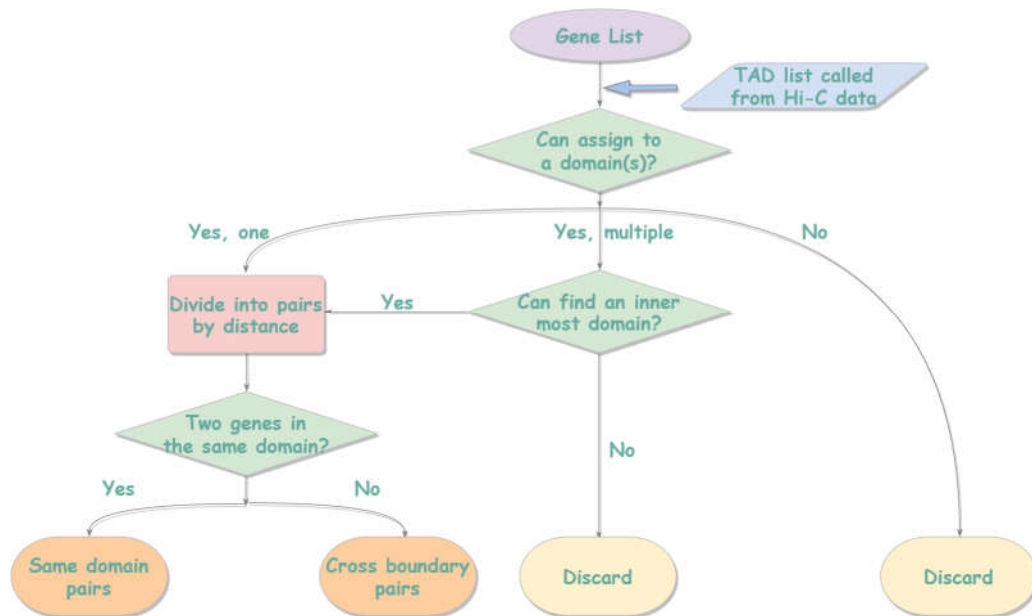 Gene List
TAD list called
from Hi-C data
Can assign to
a domain(s)?
Yes, one
Yes, multiple
No
Divide into pairs
by distance
Yes
Can find an inner
most domain?
Two genes in
the same domain?
No
Yes
No
Same domain
pairs
Cross boundary
pairs
Discard
Discard